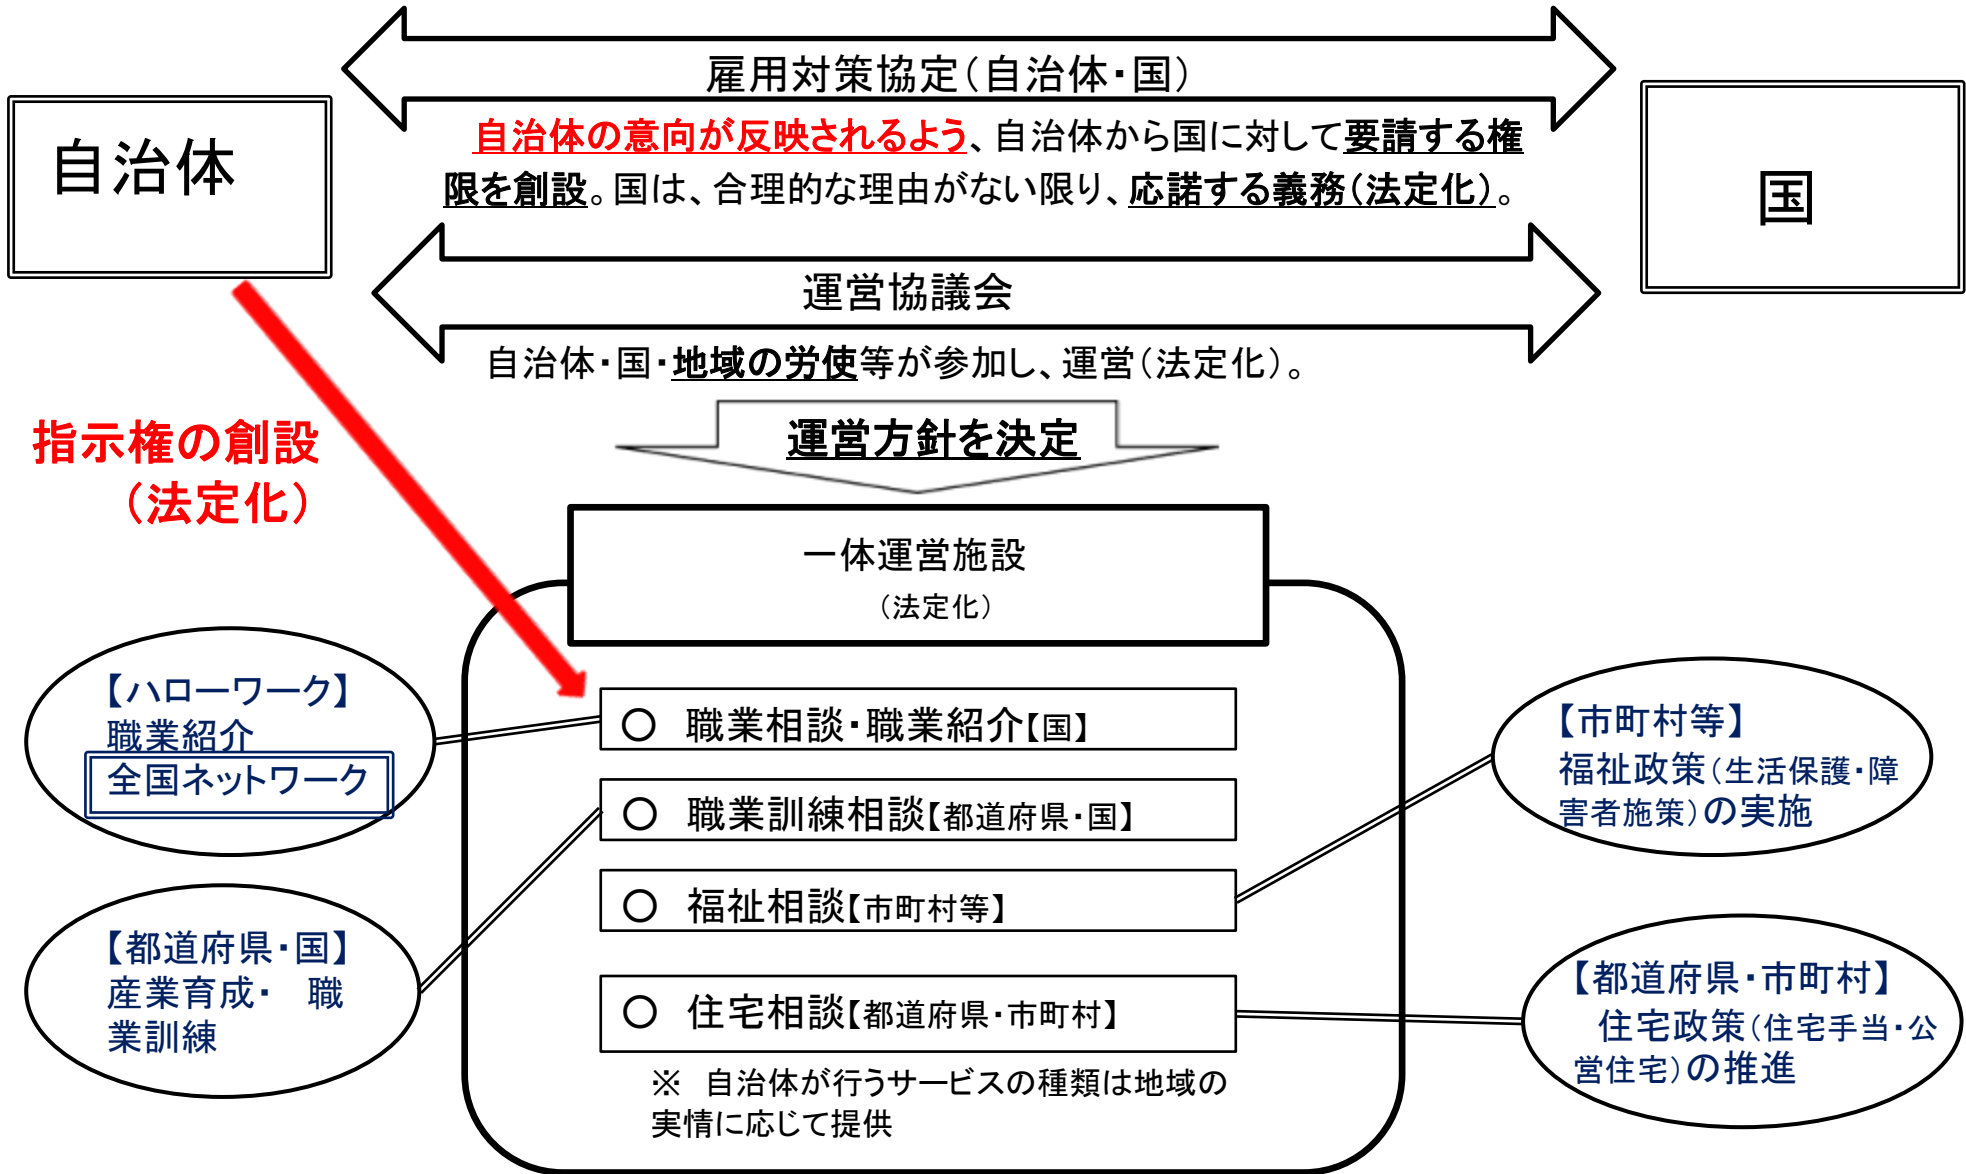 雇用対策協定(自治体・国)
自治体
国
自治体の意向が反映されるよう、自治体から国に対して要請する権
限を創設。国は、合理的な理由がない限り、応諾する義務(法定化)。
運営協議会
自治体・国・地域の労使等が参加し、運営(法定化)。
指示権の創設
(法定化)
運営方針を決定
一体運営施設
(法定化)
【ハローワーク】
職業紹介
全国ネットワーク
【都道府県・国】
産業育成・ 職
業訓練
○ 職業相談・職業紹介【国】
○ 職業訓練相談【都道府県・国】
○ 福祉相談【市町村等】
○ 住宅相談【都道府県・市町村】
※ 自治体が行うサービスの種類は地域の
実情に応じて提供
【市町村等】
福祉政策(生活保護・障
害者施策)の実施
【都道府県・市町村】
住宅政策(住宅手当・公
営住宅)の推進